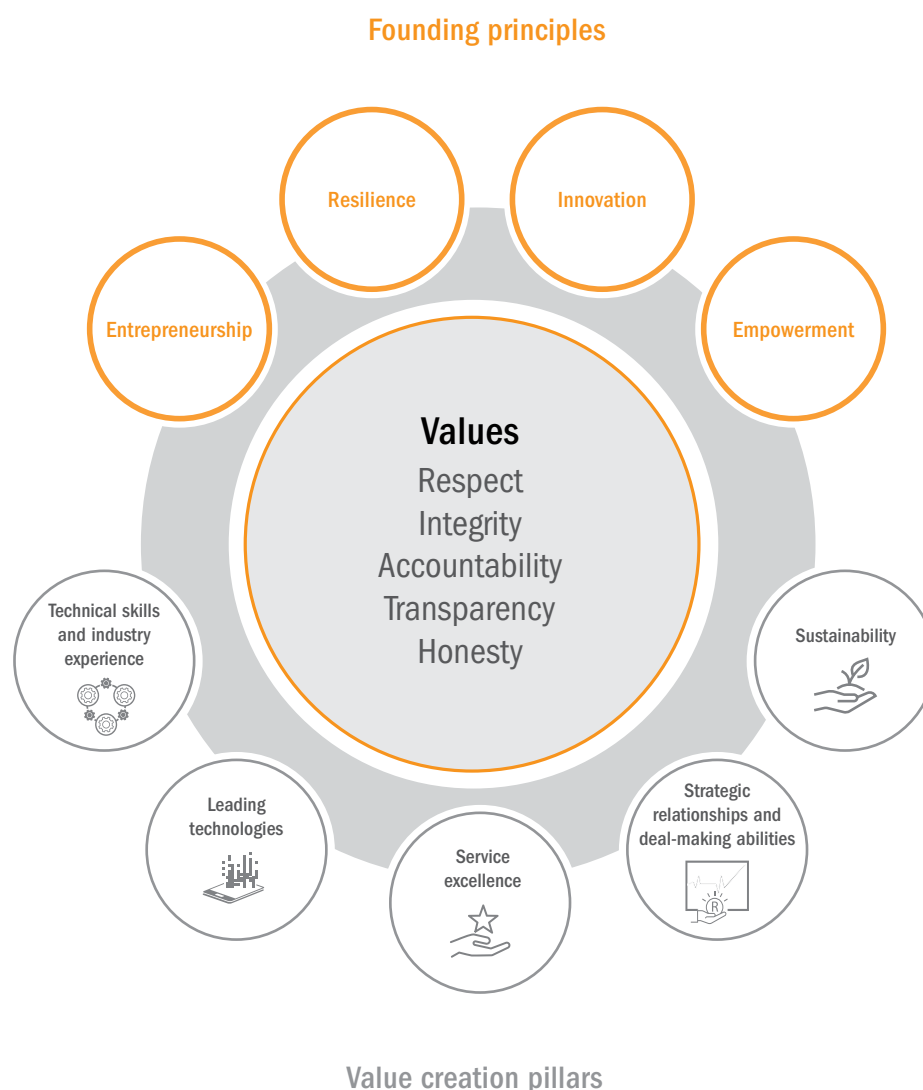 Founding principles
Resilience
Innovation
Entrepreneurship
Empowerment
Values
Respect
Integrity
Accountability
Transparency
Honesty
Technical skills
and industry
experience
Sustainability
Leading
technologies
Strategic
relationships and
deal-making abilities
R
Service
excellence
Value creation pillars